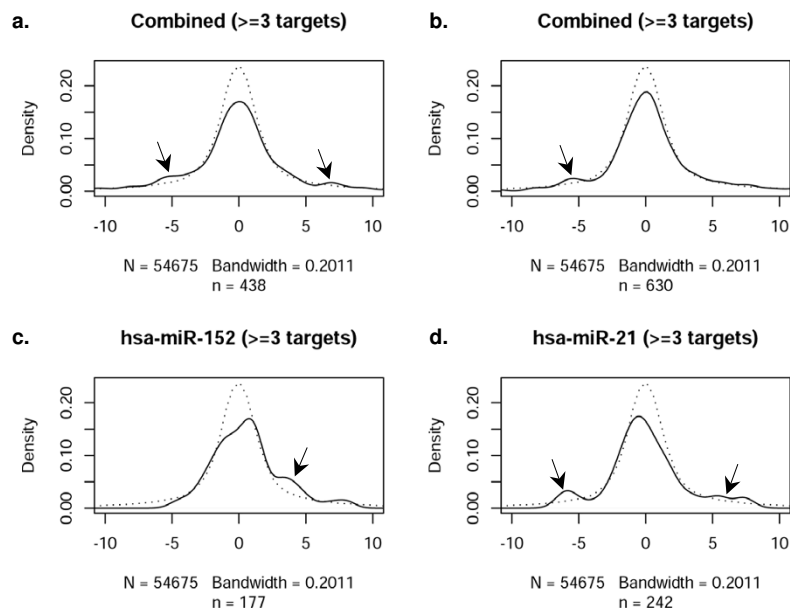 a.
Combined (>=3 targets)
Density
0.00
0.10
0.20
-10 -5 0 5 10
N = 54675 Bandwidth = 0.2011
n = 438
b.
Combined (>=3 targets)
Density
0.00
0.10
0.20
-10 -5 0 5 10
N = 54675 Bandwidth = 0.2011
n = 630
c.
hsa-miR-152 (>=3 targets)
Density
0.00
0.10
0.20
-10 -5 0 5 10
N = 54675 Bandwidth = 0.2011
n = 177
d.
hsa-miR-21 (>=3 targets)
Density
0.00
0.10
0.20
-10 -5 0 5 10
N = 54675 Bandwidth = 0.2011
n = 242